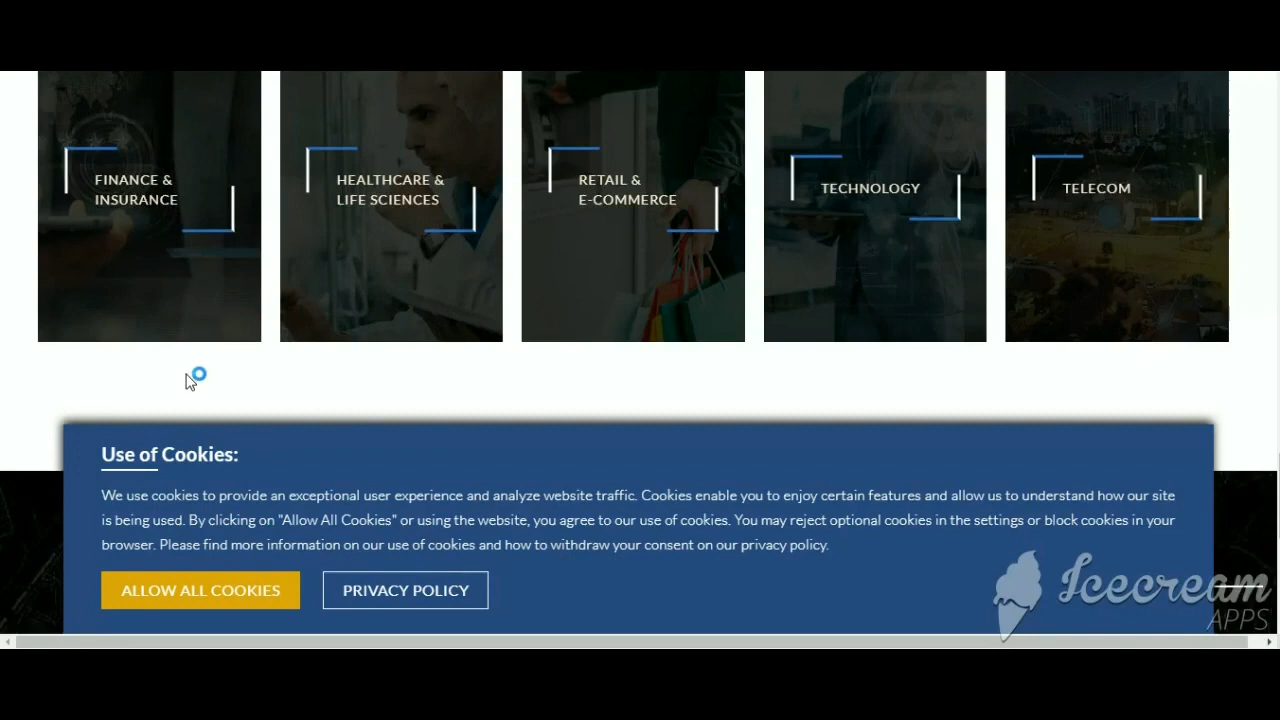 FINANCE &
INSURANCE
HEALTHCARE &
LIFE SCIENCES
RETAIL &
E-COMMERCE
TECHNOLOGY
TELECOM
Use of Cookies:
We use cookies to provide an exceptional user experience and analyze website traffic. Cookies enable you to enjoy certain features and allow us to understand how our site
is being used. By clicking on "Allow All Cookies" or using the website, you agree to our use of cookies. You may reject optional cookies in the settings or block cookies in your
browser. Please find more information on our use of cookies and how to withdraw your consent on our privacy policy.
ALLOW ALL COOKIES
PRIVACY POLICY
Icecream
APPS